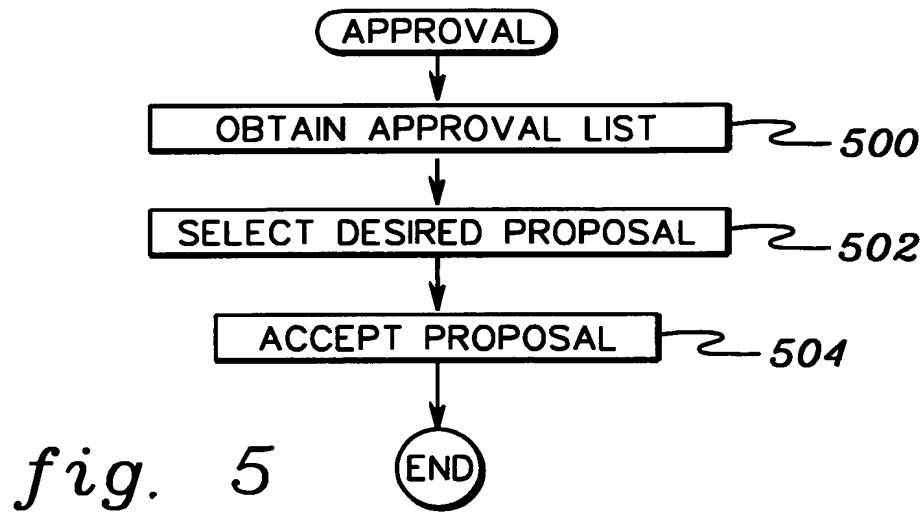 APPROVAL
OBTAIN APPROVAL LIST
500
SELECT DESIRED PROPOSAL
502
ACCEPT PROPOSAL
504
END
fig. 5